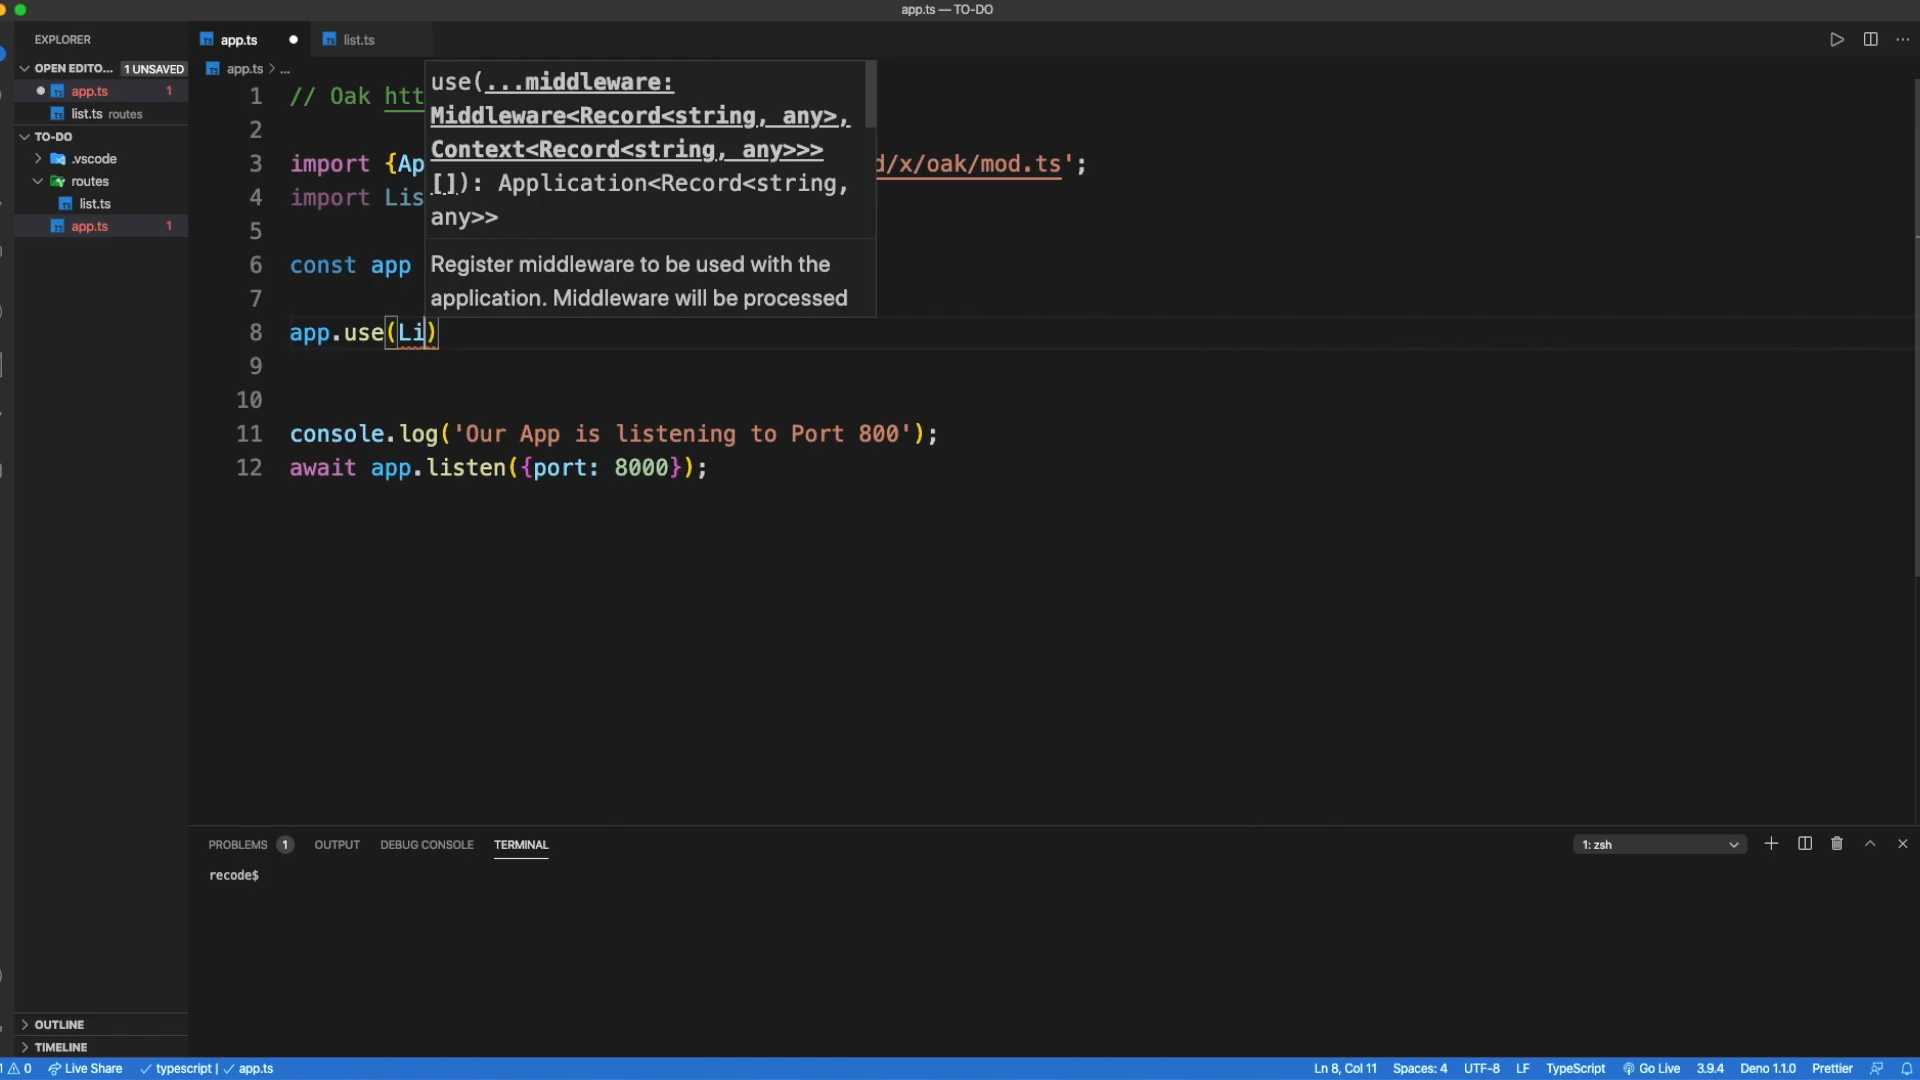 app.ts — TO-DO
EXPLORER
OPEN EDITO... 1 UNSAVED
app.ts 1
list.ts routes
TO-DO
.vscode
routes
list.ts
app.ts 1
OUTLINE
TIMELINE
app.ts
list.ts
app.ts > ...
1 // Oak htt
2
3 import {Ap d/x/oak/mod.ts';
4 import Lis
5
6 const app
7
8 app.use(Li)
9
10
11 console.log('Our App is listening to Port 800');
12 await app.listen({port: 8000});
use(...middleware:
Middleware<Record<string, any>,
Context<Record<string, any>>>
[]): Application<Record<string,
any>>
Register middleware to be used with the
application. Middleware will be processed
PROBLEMS 1 OUTPUT DEBUG CONSOLE TERMINAL
1: zsh
recode$
0 Live Share typescript | app.ts
Ln 8, Col 11 Spaces: 4 UTF-8 LF TypeScript Go Live 3.9.4 Deno 1.1.0 Prettier